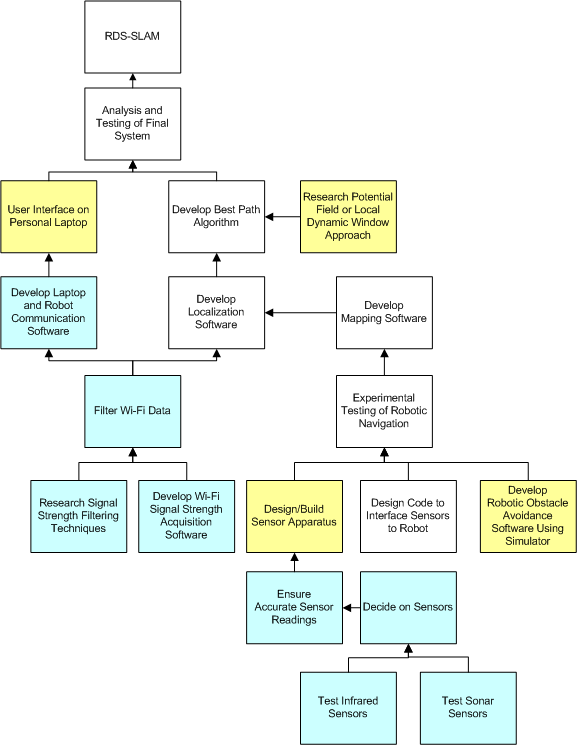 RDS-SLAM
Analysis and
Testing of Final
System
User Interface on
Personal Laptop
Develop Best Path
Algorithm
Research Potential
Field or Local
Dynamic Window
Approach
Develop Laptop
and Robot
Communication
Software
Develop
Localization
Software
Develop
Mapping Software
Filter Wi-Fi Data
Experimental
Testing of Robotic
Navigation
Research Signal
Strength Filtering
Techniques
Develop Wi-Fi
Signal Strength
Acquisition
Software
Design/Build
Sensor Apparatus
Design Code to
Interface Sensors
to Robot
Develop
Robotic Obstacle
Avoidance
Software Using
Simulator
Ensure
Accurate Sensor
Readings
Decide on Sensors
Test Infrared
Sensors
Test Sonar
Sensors